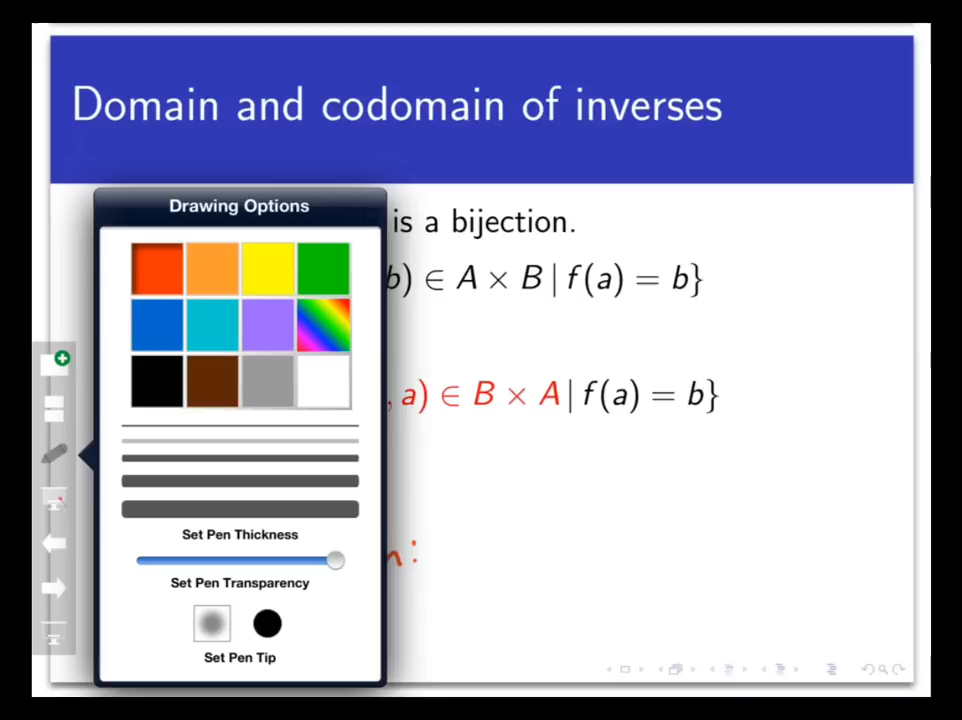 Domain and codomain of inverses
Drawing Options
is a bijection.
b) ∈ A × B | f(a) = b}
, a) ∈ B × A | f(a) = b}
Set Pen Thickness
n:
Set Pen Transparency
Set Pen Tip